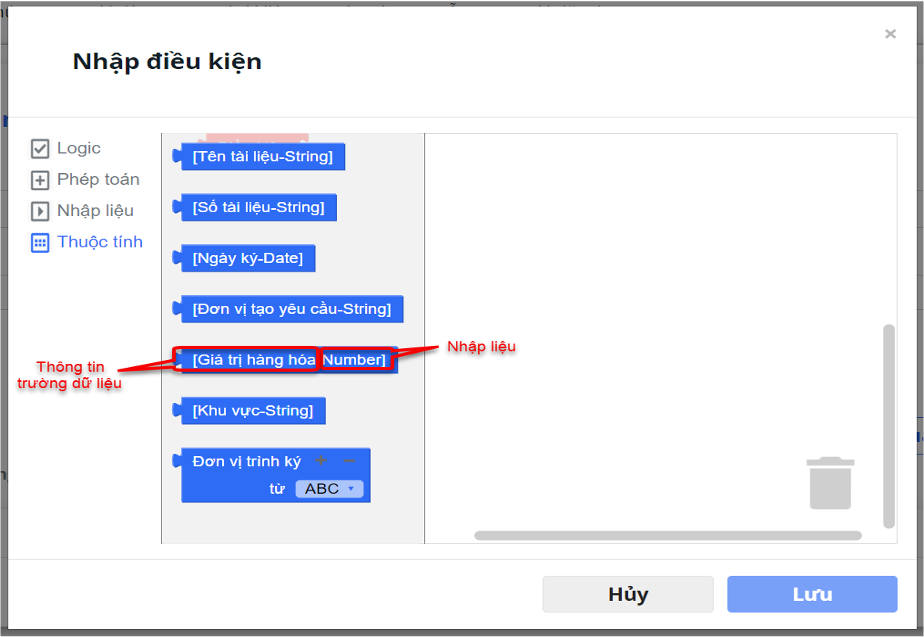 Nhập điều kiện
×
Logic
Phép toán
Nhập liệu
Thuộc tính
[Tên tài liệu-String]
[Số tài liệu-String]
[Ngày ký-Date]
[Đơn vị tạo yêu cầu-String]
[Giá trị hàng hóa Number]
Nhập liệu
Thông tin
trường dữ liệu
[Khu vực-String]
Đơn vị trình ký + −
từ ABC
Hủy
Lưu